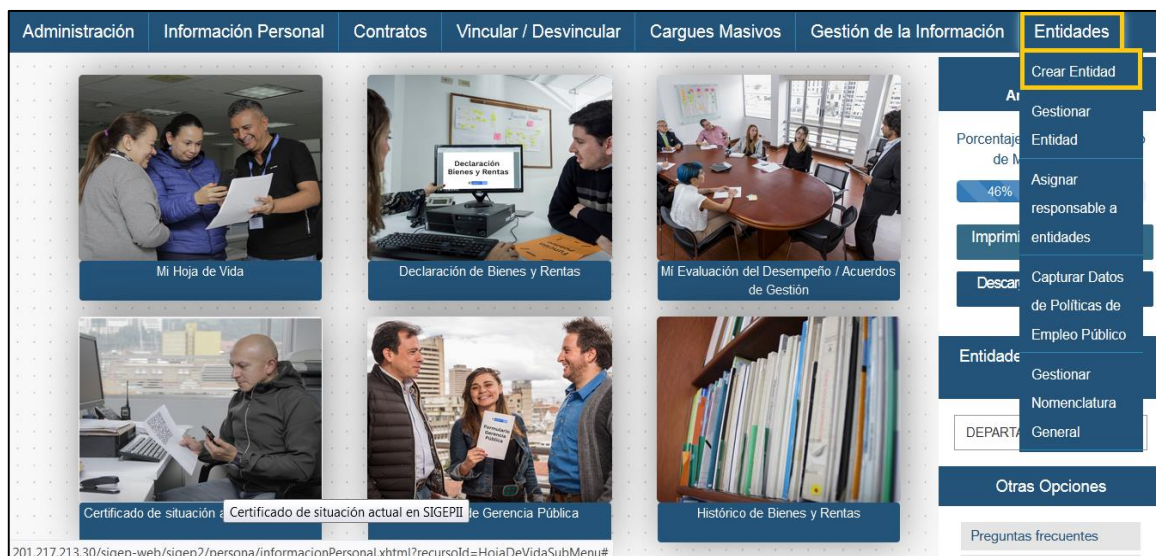 Administración Información Personal Contratos Vincular / Desvincular Cargues Masivos Gestión de la Información Entidades
Crear Entidad
Gestionar
Entidad
Asignar
responsable a
entidades
Capturar Datos
de Políticas de
Empleo Público
Gestionar
Nomenclatura
General
Porcentaje
de M
46%
Imprimi
Descar
Entidade
DEPARTA
Otras Opciones
Preguntas frecuentes
Declaración
Bienes y Rentas
Mi Hoja de Vida
Declaración de Bienes y Rentas
Mí Evaluación del Desempeño / Acuerdos
de Gestión
Formulario
Gerencia
Pública
Certificado de situación a
Certificado de situación actual en SIGEPII
de Gerencia Pública
Histórico de Bienes y Rentas
201.217.213.30/sigep-web/sigep2/persona/informacionPersonal.xhtml?recursoId=HojaDeVidaSubMenu#